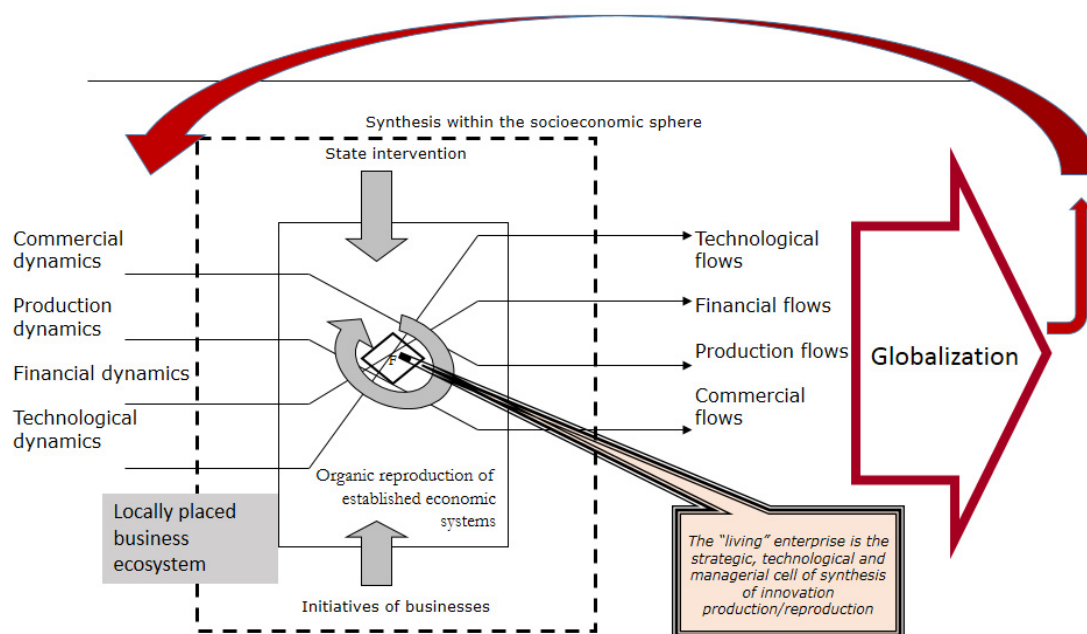 Synthesis within the socioeconomic sphere
State intervention
Commercial
dynamics
Production
dynamics
Financial dynamics
Technological
dynamics
F
Technological
flows
Financial flows
Production flows
Commercial
flows
Globalization
Organic reproduction of
established economic
systems
Locally placed
business
ecosystem
Initiatives of businesses
The “living” enterprise is the
strategic, technological and
managerial cell of synthesis
of innovation
production/reproduction